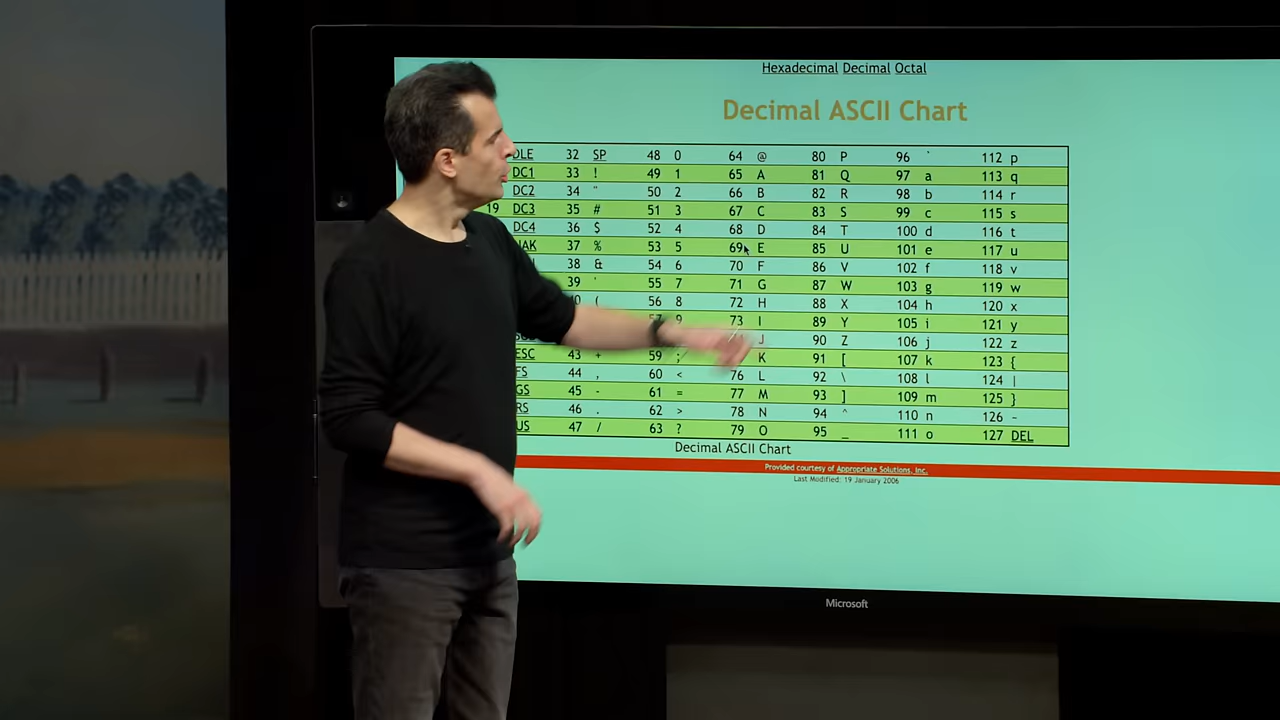 Hexadecimal Decimal Octal
Decimal ASCII Chart
DLE 32 SP 48 0 64 @ 80 P 96 ` 112 p
DC1 33 ! 49 1 65 A 81 Q 97 a 113 q
DC2 34 " 50 2 66 B 82 R 98 b 114 r
19 DC3 35 # 51 3 67 C 83 S 99 c 115 s
DC4 36 $ 52 4 68 D 84 T 100 d 116 t
37 % 53 5 69 E 85 U 101 e 117 u
38 & 54 6 70 F 86 V 102 f 118 v
39 ' 55 7 71 G 87 W 103 g 119 w
( 56 8 72 H 88 X 104 h 120 x
73 I 89 Y 105 i 121 y
J 90 Z 106 j 122 z
ESC 43 + 59 ; K 91 [ 107 k 123 {
FS 44 , 60 < 76 L 92 \ 108 l 124 |
GS 45 - 61 = 77 M 93 ] 109 m 125 }
RS 46 . 62 > 78 N 94 ^ 110 n 126 ~
US 47 / 63 ? 79 O 95 _ 111 o 127 DEL
Decimal ASCII Chart
Provided courtesy of Appropriate Solutions, Inc.
Last Modified: 19 January 2006
Microsoft